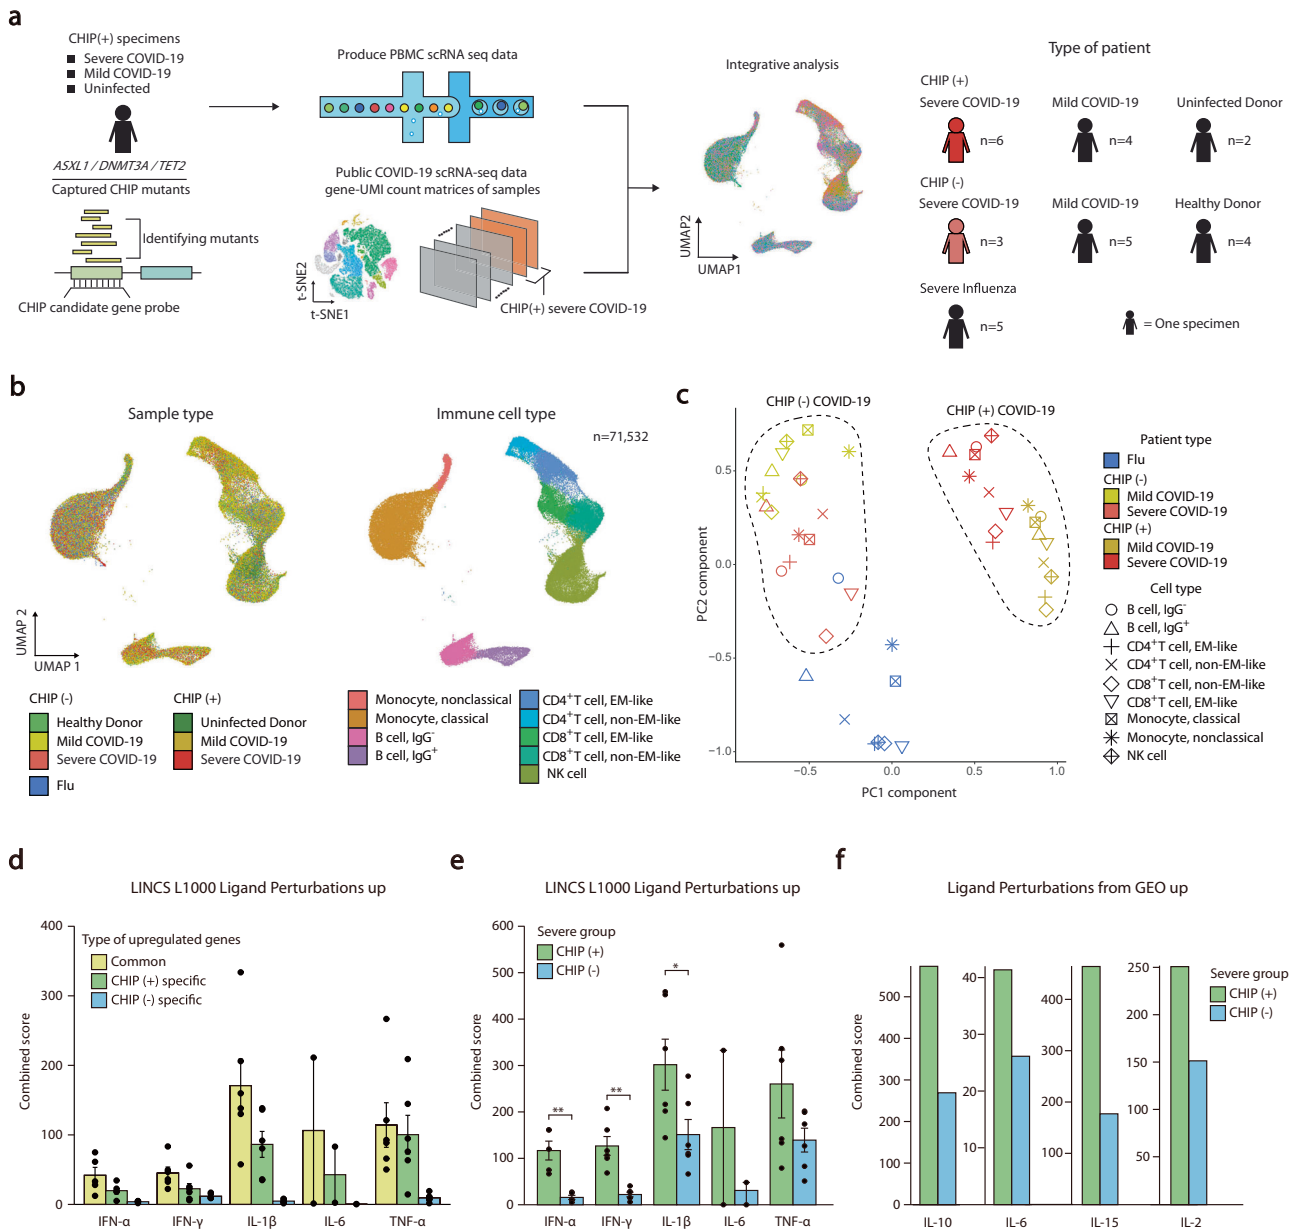 a
CHIP(+) specimens
Severe COVID-19
Mild COVID-19
Uninfected
ASXL1 / DNMT3A / TET2
Captured CHIP mutants
Identifying mutants
CHIP candidate gene probe
Produce PBMC scRNA seq data
Public COVID-19 scRNA-seq data
gene-UMI count matrices of samples
t-SNE2
t-SNE1
CHIP(+) severe COVID-19
Integrative analysis
UMAP2
UMAP1
Type of patient
CHIP (+)
Severe COVID-19 Mild COVID-19 Uninfected Donor
n=6 n=4 n=2
CHIP (-)
Severe COVID-19 Mild COVID-19 Healthy Donor
n=3 n=5 n=4
Severe Influenza
n=5
= One specimen
b
Sample type
Immune cell type
n=71,532
UMAP 2
UMAP 1
CHIP (-)
Healthy Donor
Mild COVID-19
Severe COVID-19
Flu
CHIP (+)
Uninfected Donor
Mild COVID-19
Severe COVID-19
Monocyte, nonclassical
Monocyte, classical
B cell, IgG⁻
B cell, IgG⁺
CD4⁺T cell, EM-like
CD4⁺T cell, non-EM-like
CD8⁺T cell, EM-like
CD8⁺T cell, non-EM-like
NK cell
c
CHIP (-) COVID-19
CHIP (+) COVID-19
PC2 component
0.5
0.0
−0.5
−1.0
−0.5 0.0 0.5 1.0
PC1 component
Patient type
Flu
CHIP (-)
Mild COVID-19
Severe COVID-19
CHIP (+)
Mild COVID-19
Severe COVID-19
Cell type
B cell, IgG⁻
B cell, IgG⁺
CD4⁺T cell, EM-like
CD4⁺T cell, non-EM-like
CD8⁺T cell, non-EM-like
CD8⁺T cell, EM-like
Monocyte, classical
Monocyte, nonclassical
NK cell
d
LINCS L1000 Ligand Perturbations up
Combined score
400
300
200
100
0
Type of upregulated genes
Common
CHIP (+) specific
CHIP (-) specific
IFN-α IFN-γ IL-1β IL-6 TNF-α
e
LINCS L1000 Ligand Perturbations up
Combined score
600
500
400
300
200
100
0
Severe group
CHIP (+)
CHIP (-)
**
**
*
IFN-α IFN-γ IL-1β IL-6 TNF-α
f
Ligand Perturbations from GEO up
Combined score
500
400
300
200
100
0
40
30
20
10
400
300
200
100
250
200
150
100
50
Severe group
CHIP (+)
CHIP (-)
IL-10 IL-6 IL-15 IL-2